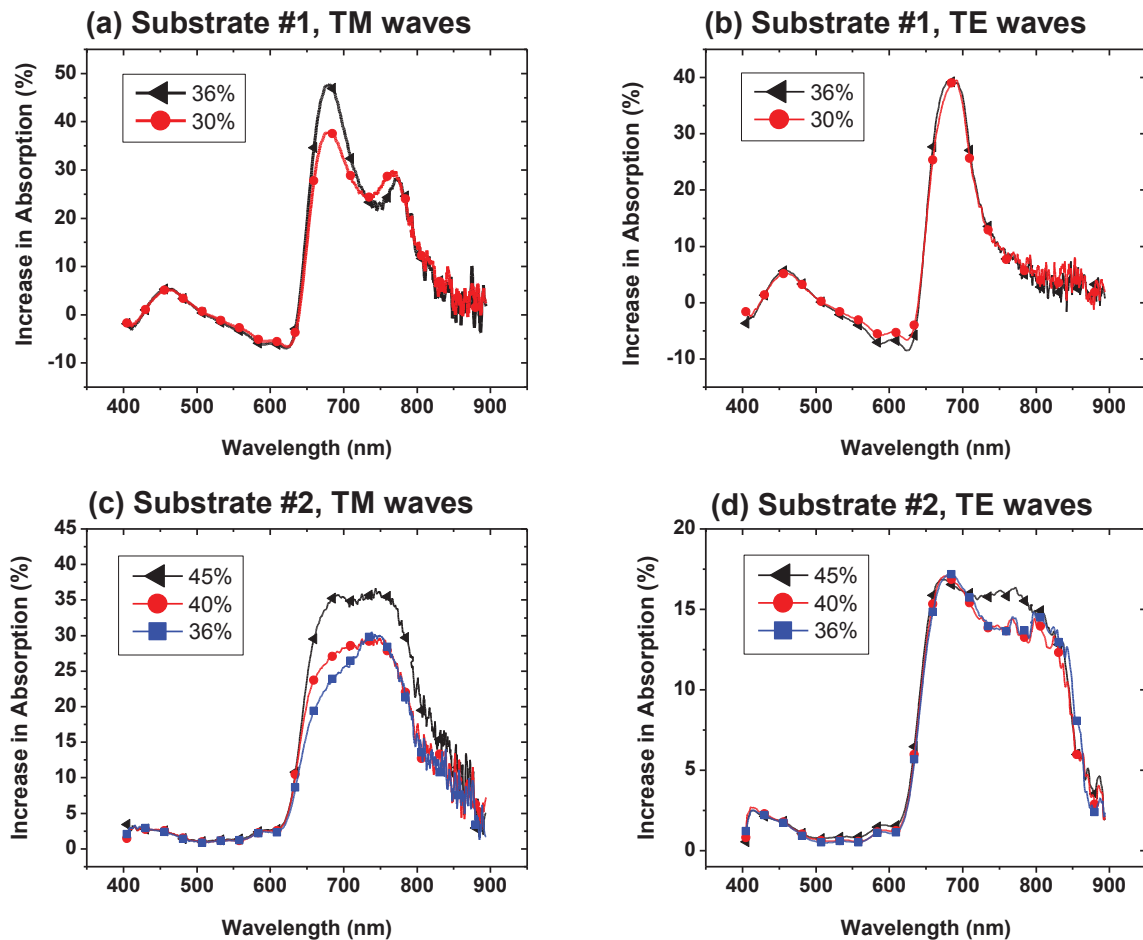 (a) Substrate #1, TM waves
Increase in Absorption (%)
50
40
30
20
10
0
-10
36%
30%
400 500 600 700 800 900
Wavelength (nm)
(b) Substrate #1, TE waves
Increase in Absorption (%)
40
30
20
10
0
-10
36%
30%
400 500 600 700 800 900
Wavelength (nm)
(c) Substrate #2, TM waves
Increase in Absorption (%)
45
40
35
30
25
20
15
10
5
0
45%
40%
36%
400 500 600 700 800 900
Wavelength (nm)
(d) Substrate #2, TE waves
Increase in Absorption (%)
20
15
10
5
0
45%
40%
36%
400 500 600 700 800 900
Wavelength (nm)